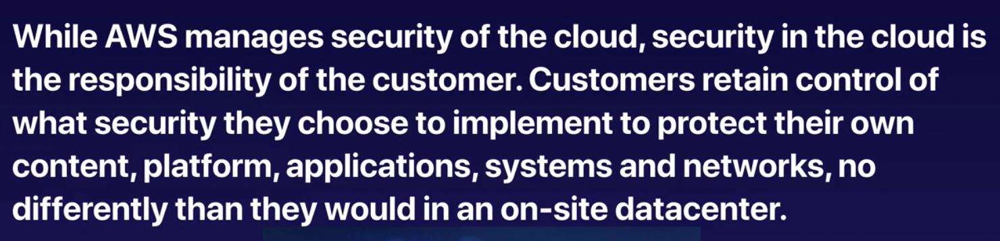 While AWS manages security of the cloud, security in the cloud is
the responsibility of the customer. Customers retain control of
what security they choose to implement to protect their own
content, platform, applications, systems and networks, no
differently than they would in an on-site datacenter.